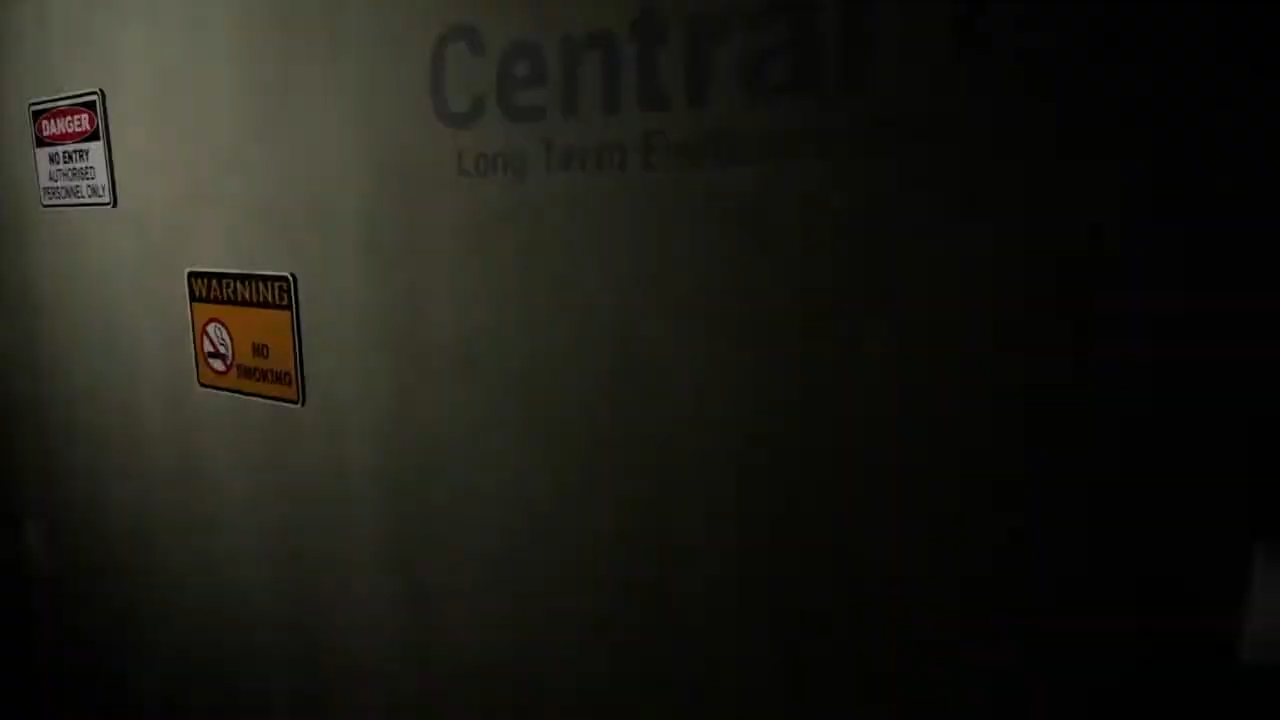 Central
Long Term
DANGER
NO ENTRY
AUTHORISED
PERSONNEL ONLY
WARNING
NO
SMOKING